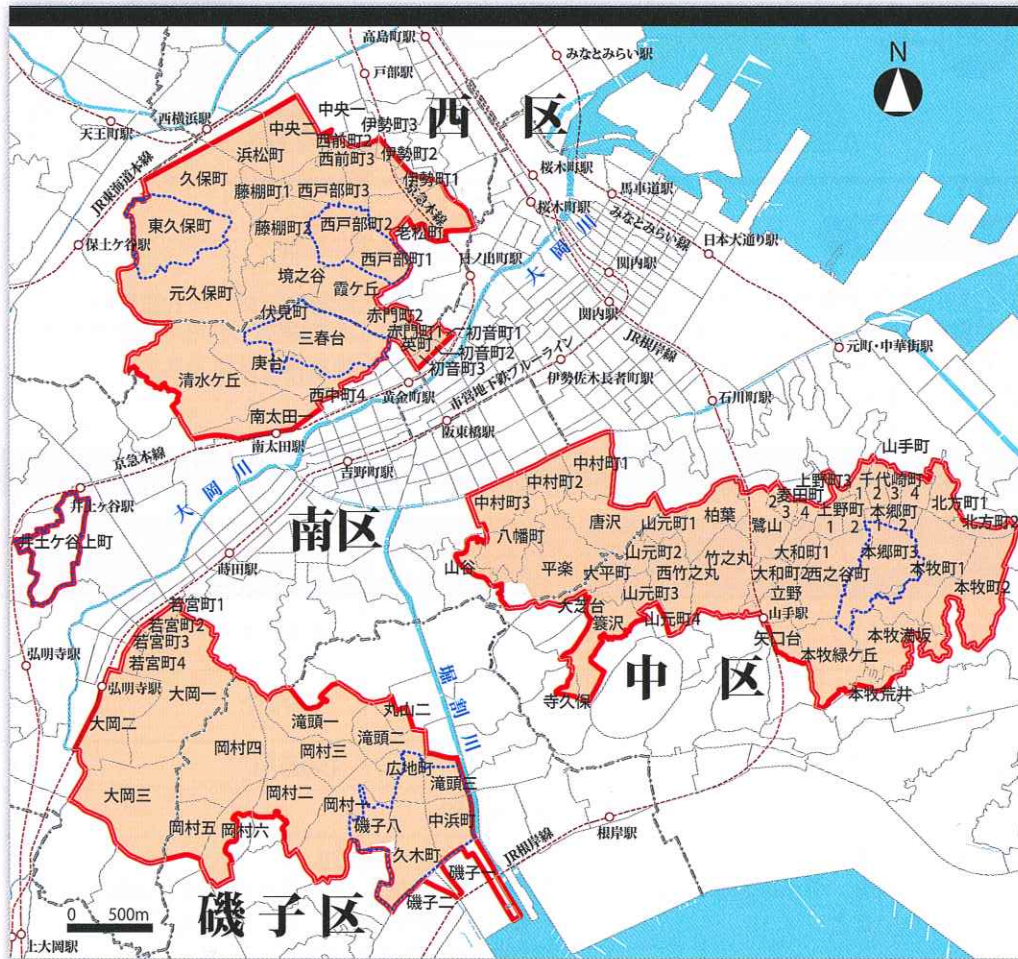 高島町駅
みなとみらい駅
N
戸部駅
西 区
中央一
西横浜駅
天王町駅
中央二
伊勢町3
西前町2
浜松町
西前町3
伊勢町2
桜木町駅
久保町
伊勢町1
JR東海道本線
藤棚町1
西戸部町3
京急本線
馬車道駅
桜木町駅
みなとみらい線
東久保町
藤棚町2
西戸部町2
老松町
保土ケ谷駅
日本大通り駅
西戸部町1
日ノ出町駅
大岡川
関内駅
境之谷
霞ケ丘
元久保町
関内駅
伏見町
赤門町2
赤門町1
初音町1
三春台
英町
JR根岸線
元町・中華街駅
初音町2
庚台
初音町3
清水ケ丘
市営地下鉄ブルーライン
伊勢佐木長者町駅
西中町4
黄金町駅
石川町駅
南太田一
阪東橋駅
南太田駅
京急本線
吉野町駅
山手町
大岡川
中村町1
井土ケ谷駅
中村町2
上野町3
千代崎町
麦田町
1
2
3
4
北方町1
中村町3
南区
柏葉
2
3
4
上野町
本郷町
北方町2
唐沢
山元町1
鷺山
1
2
1
2
井土ケ谷上町
八幡町
蒔田駅
山元町2
竹之丸
大和町1
本郷町3
山谷
平楽
大平町
西竹之丸
大和町2
西之谷町
本牧町1
山元町3
立野
本牧町2
若宮町1
大芝台
山手駅
若宮町2
簑沢
山元町4
若宮町3
矢口台
本牧満坂
弘明寺駅
若宮町4
本牧緑ケ丘
弘明寺駅
大岡一
中 区
丸山二
堀割川
寺久保
本牧荒井
大岡二
滝頭一
滝頭二
岡村四
岡村三
広地町
滝頭三
大岡三
岡村二
岡村一
中浜町
岡村五
岡村六
磯子八
根岸駅
久木町
JR根岸線
磯子一
磯子二
磯子区
0 500m
上大岡駅